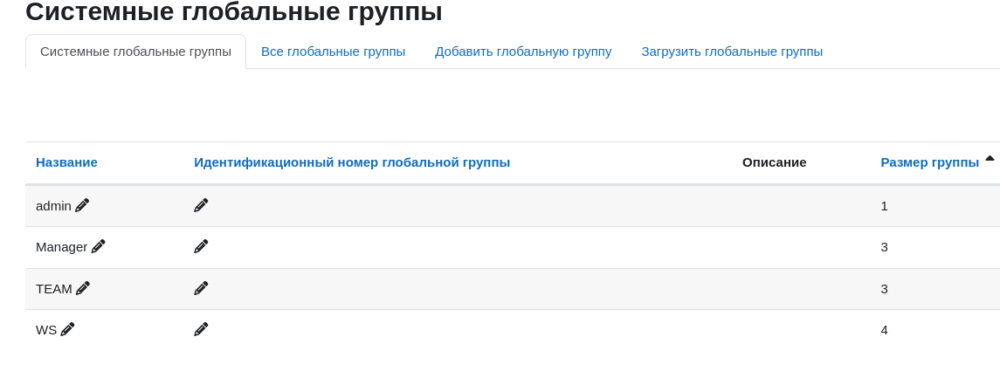 Системные глобальные группы
Системные глобальные группы Все глобальные группы Добавить глобальную группу Загрузить глобальные группы
Название Идентификационный номер глобальной группы Описание Размер группы
admin 1
Manager 3
TEAM 3
WS 4